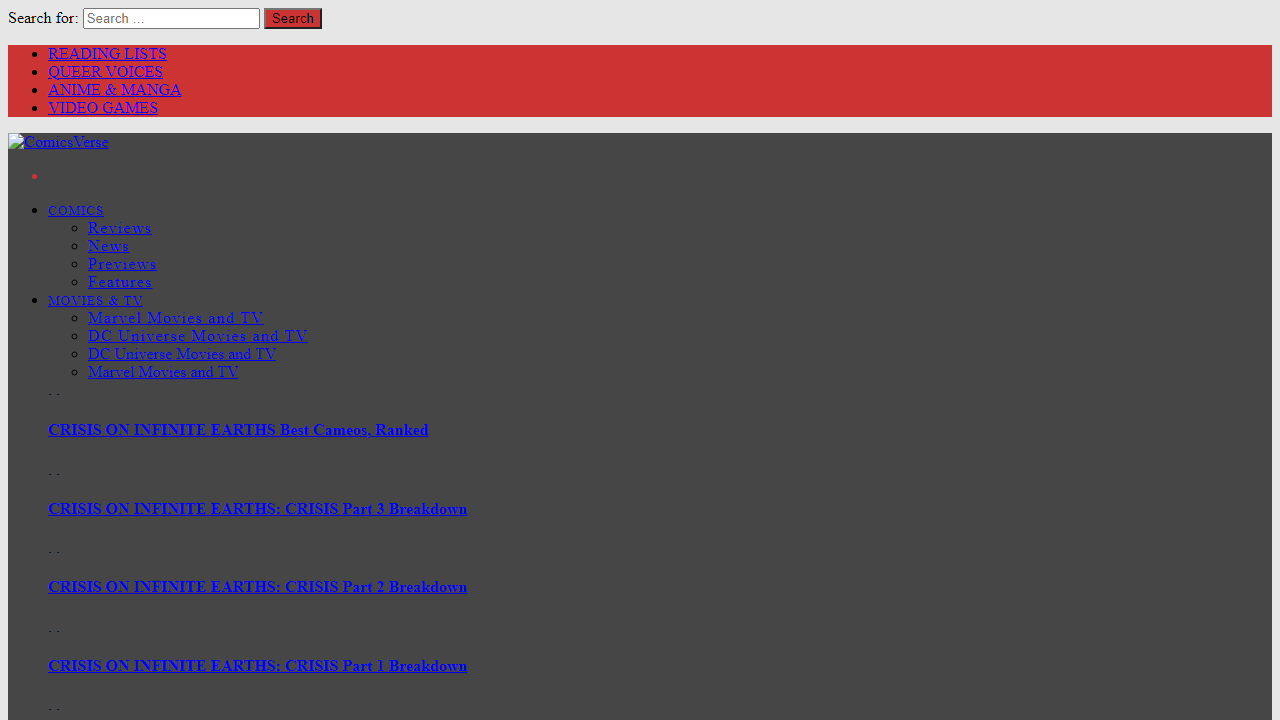 Search for: Search … Search
READING LISTS
QUEER VOICES
ANIME & MANGA
VIDEO GAMES
ComicsVerse
COMICS
Reviews
News
Previews
Features
MOVIES & TV
Marvel Movies and TV
DC Universe Movies and TV
DC Universe Movies and TV
Marvel Movies and TV
. .
CRISIS ON INFINITE EARTHS Best Cameos, Ranked
. .
CRISIS ON INFINITE EARTHS: CRISIS Part 3 Breakdown
. .
CRISIS ON INFINITE EARTHS: CRISIS Part 2 Breakdown
. .
CRISIS ON INFINITE EARTHS: CRISIS Part 1 Breakdown
. .